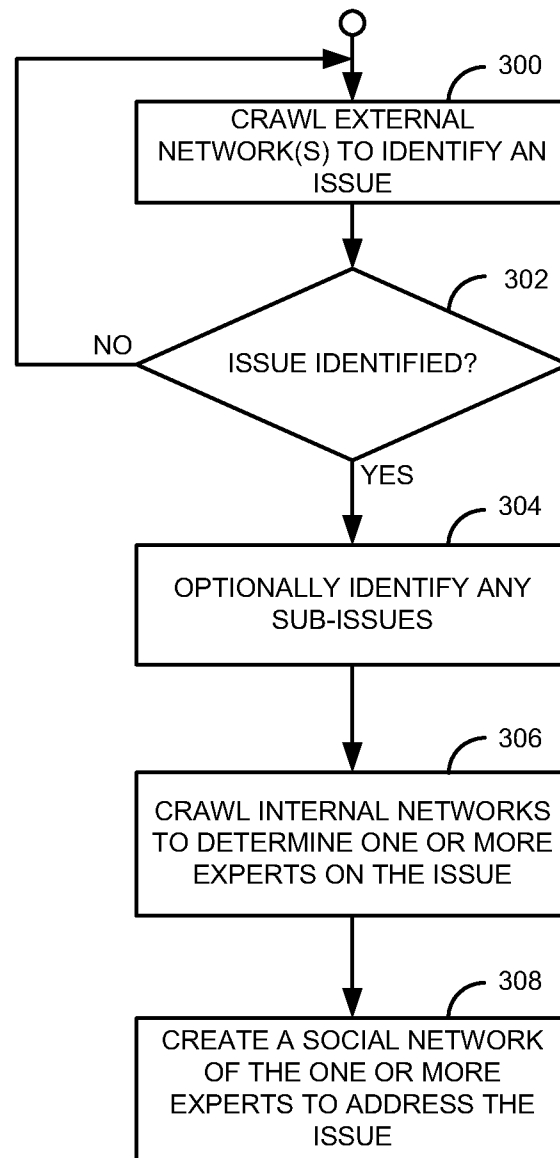 300
CRAWL EXTERNAL
NETWORK(S) TO IDENTIFY AN
ISSUE
302
ISSUE IDENTIFIED?
NO
YES
304
OPTIONALLY IDENTIFY ANY
SUB-ISSUES
306
CRAWL INTERNAL NETWORKS
TO DETERMINE ONE OR MORE
EXPERTS ON THE ISSUE
308
CREATE A SOCIAL NETWORK
OF THE ONE OR MORE
EXPERTS TO ADDRESS THE
ISSUE